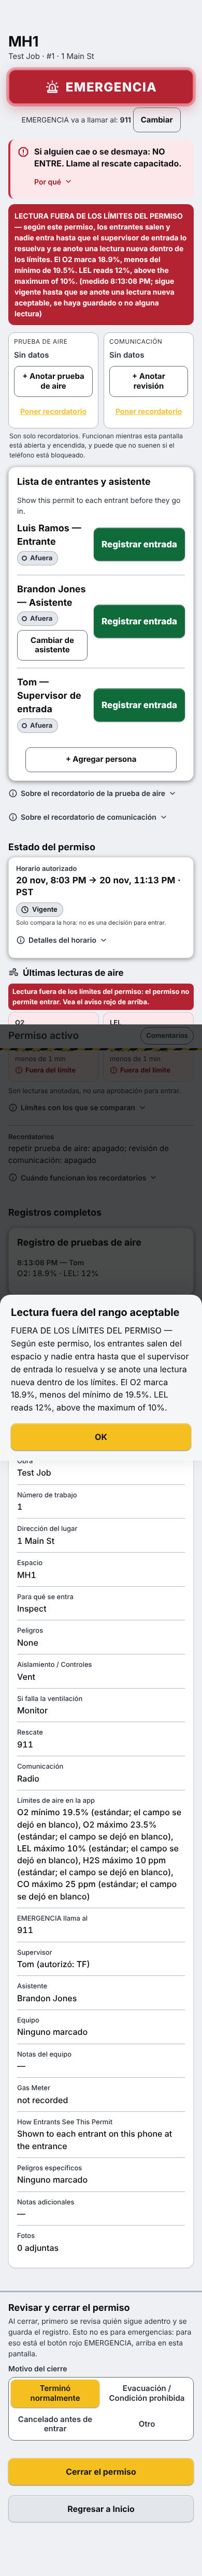 MH1
Test Job · #1 · 1 Main St
EMERGENCIA
EMERGENCIA va a llamar al: 911
Cambiar
Si alguien cae o se desmaya: NO
ENTRE. Llame al rescate capacitado.
Por qué
LECTURA FUERA DE LOS LÍMITES DEL PERMISO
— según este permiso, los entrantes salen y
nadie entra hasta que el supervisor de entrada lo
resuelva y se anote una lectura nueva dentro de
los límites. El O2 marca 18.9%, menos del
mínimo de 19.5%. LEL reads 12%, above the
maximum of 10%. (medido 8:13:08 PM; sigue
vigente hasta que se anote una lectura nueva
aceptable, se haya guardado o no alguna
lectura)
PRUEBA DE AIRE
Sin datos
+ Anotar prueba
de aire
Poner recordatorio
COMUNICACIÓN
Sin datos
+ Anotar
revisión
Poner recordatorio
Son solo recordatorios. Funcionan mientras esta pantalla
está abierta y encendida, y puede que no suenen si el
teléfono está bloqueado.
Lista de entrantes y asistente
Show this permit to each entrant before they go
in.
Luis Ramos —
Entrante
Afuera
Registrar entrada
Brandon Jones
— Asistente
Afuera
Cambiar de
asistente
Registrar entrada
Tom —
Supervisor de
entrada
Afuera
Registrar entrada
+ Agregar persona
Sobre el recordatorio de la prueba de aire
Sobre el recordatorio de comunicación
Estado del permiso
Horario autorizado
20 nov, 8:03 PM → 20 nov, 11:13 PM ·
PST
Vigente
Solo compara la hora: no es una decisión para entrar.
Detalles del horario
Últimas lecturas de aire
Lectura fuera de los límites del permiso: el permiso no
permite entrar. Vea el aviso rojo de arriba.
O2
LEL
Permiso activo
Comentarios
menos de 1 min
Fuera del límite
menos de 1 min
Fuera del límite
Son lecturas anotadas, no una aprobación para entrar.
Límites con los que se comparan
Recordatorios
repetir prueba de aire: apagado; revisión de
comunicación: apagado
Cuándo funcionan los recordatorios
Registros completos
Registro de pruebas de aire
8:13:08 PM — Tom
O2: 18.9% · LEL: 12%
Lectura fuera del rango aceptable
FUERA DE LOS LÍMITES DEL PERMISO —
Según este permiso, los entrantes salen del
espacio y nadie entra hasta que el supervisor
de entrada lo resuelva y se anote una lectura
nueva dentro de los límites. El O2 marca
18.9%, menos del mínimo de 19.5%. LEL
reads 12%, above the maximum of 10%.
OK
Obra
Test Job
Número de trabajo
1
Dirección del lugar
1 Main St
Espacio
MH1
Para qué se entra
Inspect
Peligros
None
Aislamiento / Controles
Vent
Si falla la ventilación
Monitor
Rescate
911
Comunicación
Radio
Límites de aire en la app
O2 mínimo 19.5% (estándar; el campo se
dejó en blanco), O2 máximo 23.5%
(estándar; el campo se dejó en blanco),
LEL máximo 10% (estándar; el campo se
dejó en blanco), H2S máximo 10 ppm
(estándar; el campo se dejó en blanco),
CO máximo 25 ppm (estándar; el campo
se dejó en blanco)
EMERGENCIA llama al
911
Supervisor
Tom (autorizó: TF)
Asistente
Brandon Jones
Equipo
Ninguno marcado
Notas del equipo
—
Gas Meter
not recorded
How Entrants See This Permit
Shown to each entrant on this phone at
the entrance
Peligros específicos
Ninguno marcado
Notas adicionales
—
Fotos
0 adjuntas
Revisar y cerrar el permiso
Al cerrar, primero se revisa quién sigue adentro y se
guarda el registro. Esto no es para emergencias: para
eso está el botón rojo EMERGENCIA, arriba en esta
pantalla.
Motivo del cierre
Terminó
normalmente
Evacuación /
Condición prohibida
Cancelado antes de
entrar
Otro
Cerrar el permiso
Regresar a Inicio